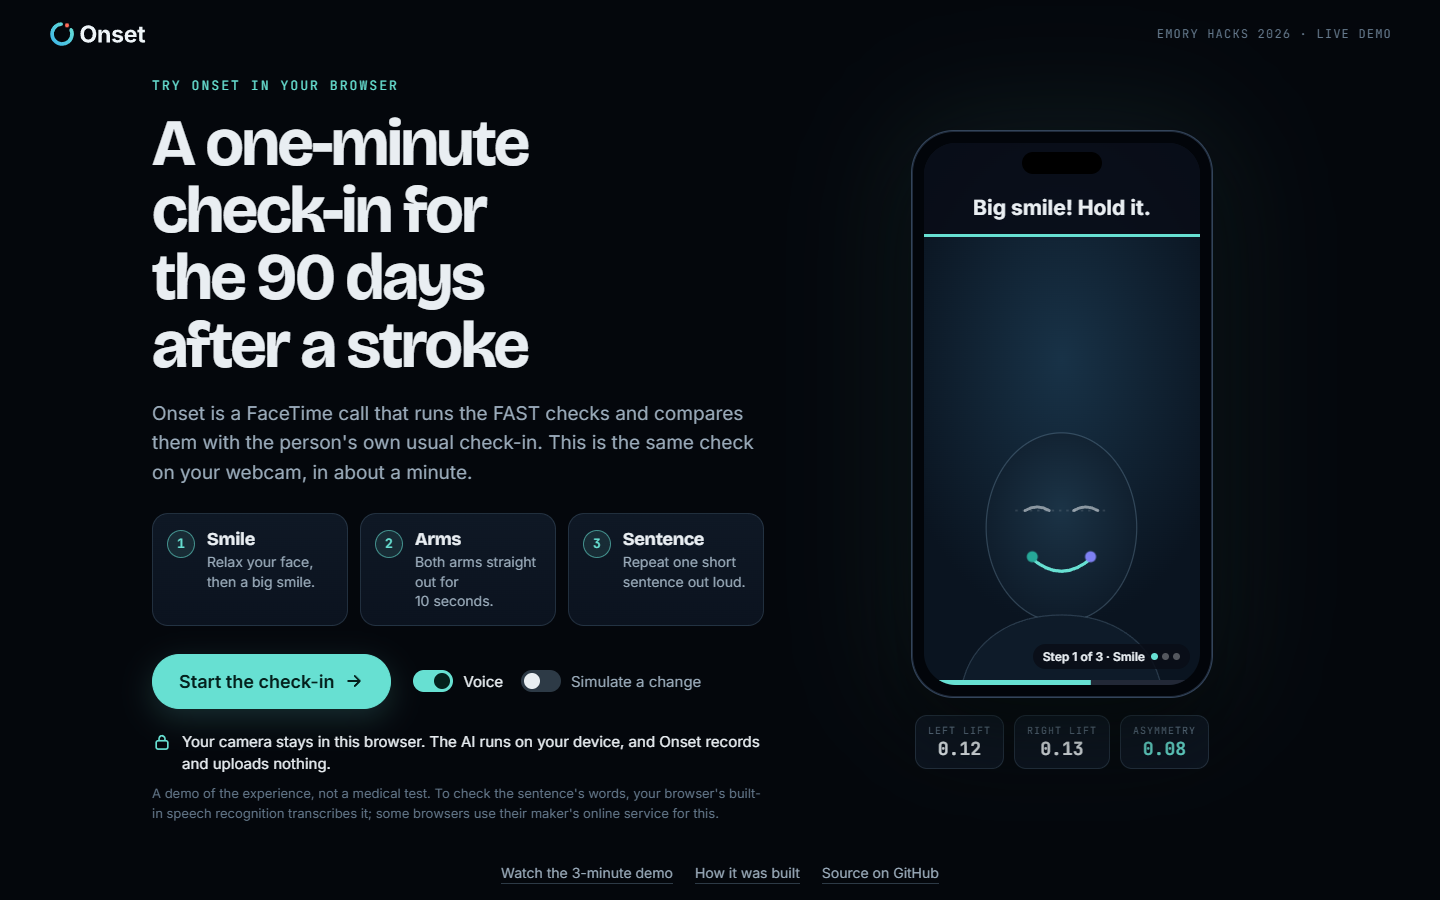 Onset
EMORY HACKS 2026 · LIVE DEMO
TRY ONSET IN YOUR BROWSER
A one-minute
check-in for
the 90 days
after a stroke
Onset is a FaceTime call that runs the FAST checks and compares
them with the person's own usual check-in. This is the same check
on your webcam, in about a minute.
1
Smile
Relax your face,
then a big smile.
2
Arms
Both arms straight
out for
10 seconds.
3
Sentence
Repeat one short
sentence out loud.
Start the check-in →
Voice
Simulate a change
Your camera stays in this browser. The AI runs on your device, and Onset records
and uploads nothing.
A demo of the experience, not a medical test. To check the sentence's words, your browser's built-
in speech recognition transcribes it; some browsers use their maker's online service for this.
Big smile! Hold it.
Step 1 of 3 · Smile
LEFT LIFT
0.12
RIGHT LIFT
0.13
ASYMMETRY
0.08
Watch the 3-minute demo
How it was built
Source on GitHub